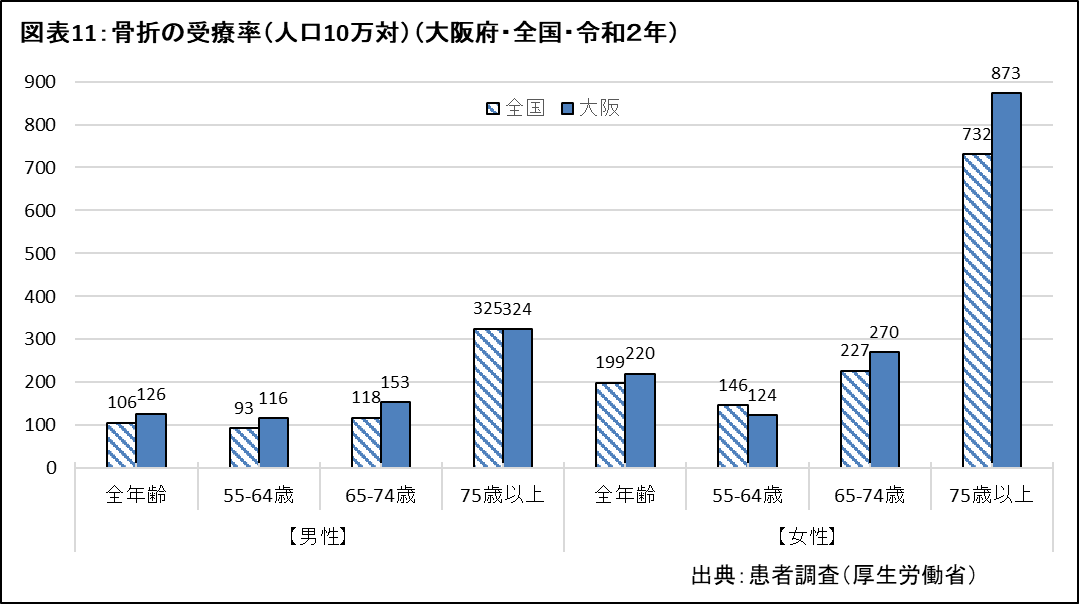 図表11：骨折の受療率（人口10万対）（大阪府・全国・令和２年）
全国 大阪
900
800
700
600
500
400
300
200
100
0
106 126 93 116 118 153 325 324 199 220 146 124 227 270 732 873
全年齢 55-64歳 65-74歳 75歳以上 全年齢 55-64歳 65-74歳 75歳以上
【男性】 【女性】
出典：患者調査（厚生労働省）